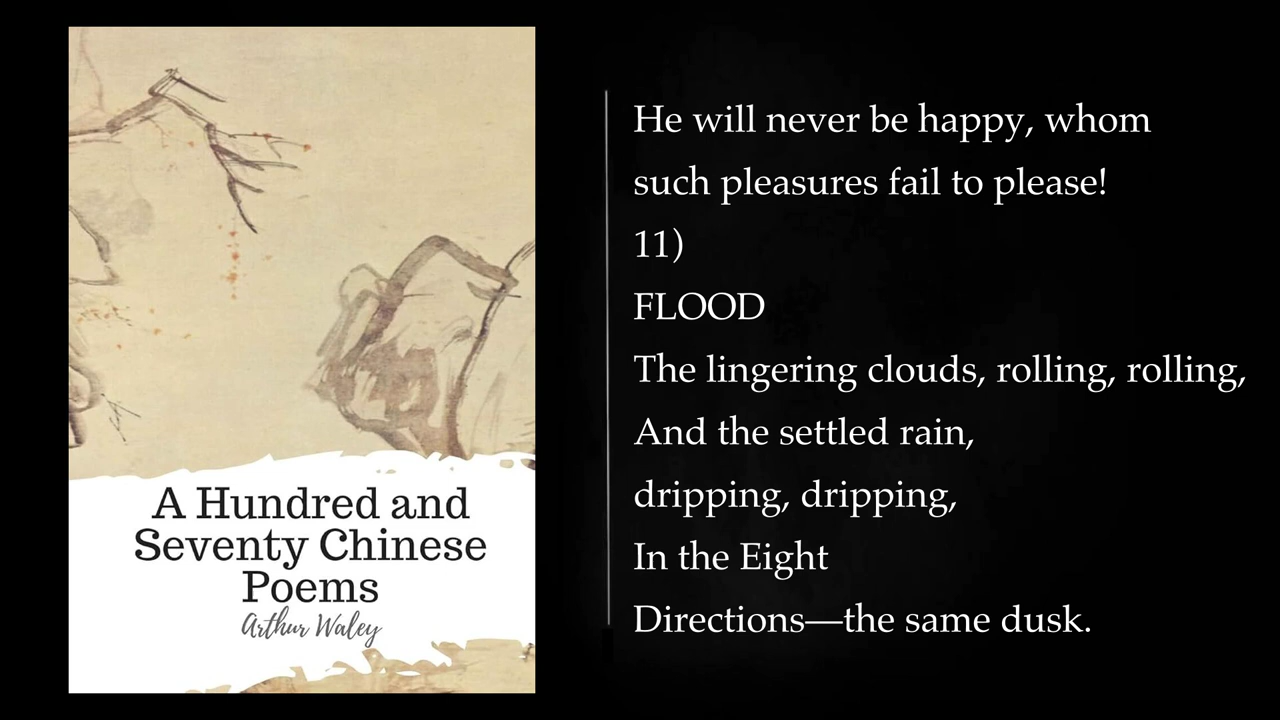 A Hundred and
Seventy Chinese
Poems
Arthur Waley
He will never be happy, whom
such pleasures fail to please!
11)
FLOOD
The lingering clouds, rolling, rolling,
And the settled rain,
dripping, dripping,
In the Eight
Directions—the same dusk.